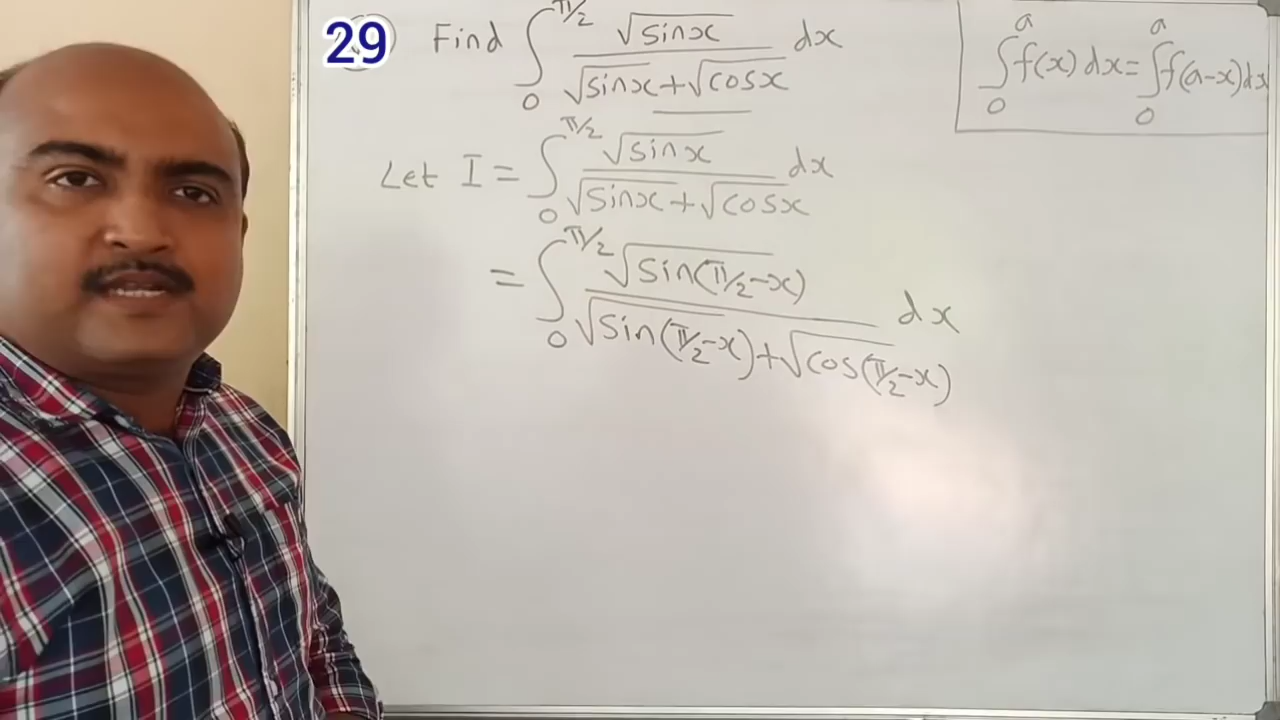 29 Find ∫₀^{π/2} √sinx / (√sinx + √cosx) dx
∫₀^a f(x) dx = ∫₀^a f(a-x) dx
Let I = ∫₀^{π/2} √sinx / (√sinx + √cosx) dx
= ∫₀^{π/2} √sin(π/2-x) / (√sin(π/2-x) + √cos(π/2-x)) dx